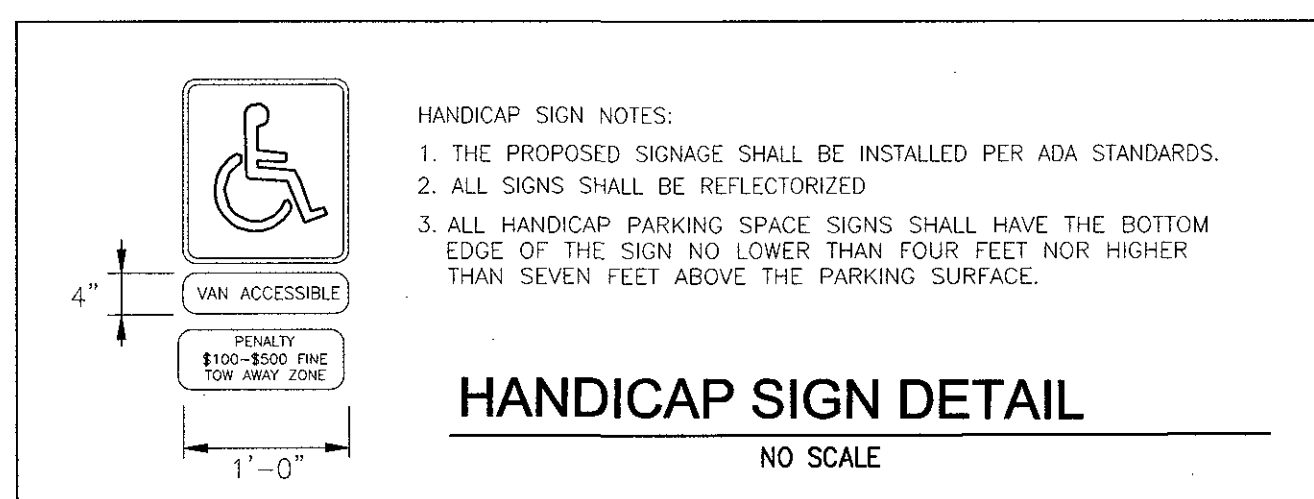 HANDICAP SIGN NOTES:
1. THE PROPOSED SIGNAGE SHALL BE INSTALLED PER ADA STANDARDS.
2. ALL SIGNS SHALL BE REFLECTORIZED
3. ALL HANDICAP PARKING SPACE SIGNS SHALL HAVE THE BOTTOM
EDGE OF THE SIGN NO LOWER THAN FOUR FEET NOR HIGHER
THAN SEVEN FEET ABOVE THE PARKING SURFACE.
4"
VAN ACCESSIBLE
PENALTY
$100-$500 FINE
TOW AWAY ZONE
1'-0"
HANDICAP SIGN DETAIL
NO SCALE